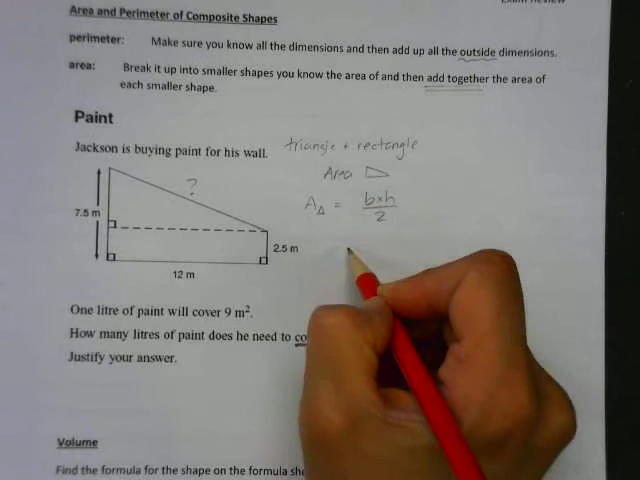 Area and Perimeter of Composite Shapes
perimeter: Make sure you know all the dimensions and then add up all the outside dimensions.
area: Break it up into smaller shapes you know the area of and then add together the area of
each smaller shape.
Paint
Jackson is buying paint for his wall.
triangle + rectangle
Area
?
A△ = b×h
2
7.5 m
2.5 m
12 m
One litre of paint will cover 9 m².
How many litres of paint does he need to
Justify your answer.
Volume
Find the formula for the shape on the formula